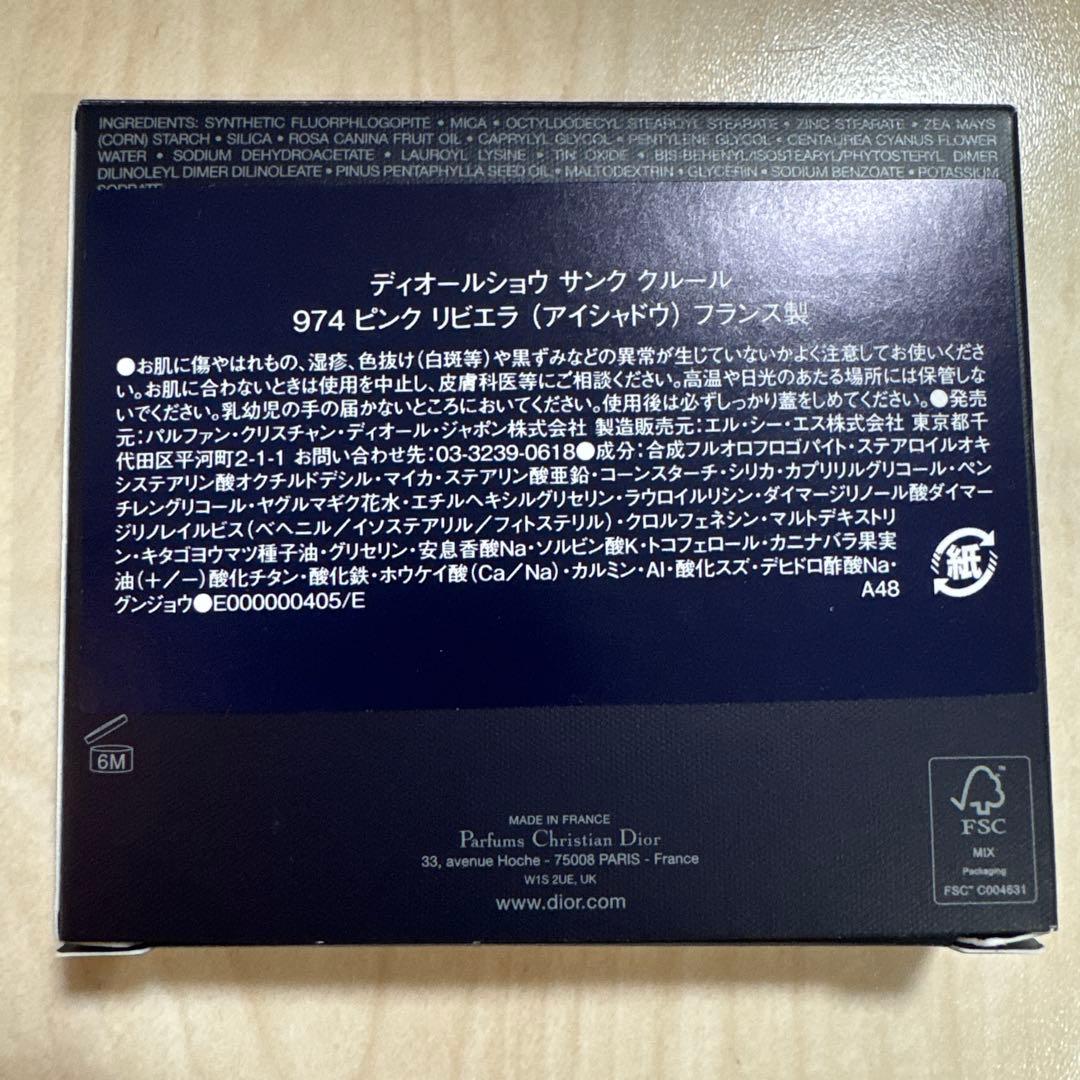 INGREDIENTS: SYNTHETIC FLUORPHLOGOPITE • MICA • OCTYLDODECYL STEAROYL STEARATE • ZINC STEARATE • ZEA MAYS
(CORN) STARCH • SILICA • ROSA CANINA FRUIT OIL • CAPRYLYL GLYCOL • PENTYLENE GLYCOL • CENTAUREA CYANUS FLOWER
WATER • SODIUM DEHYDROACETATE • LAUROYL LYSINE • TIN OXIDE • BIS-BEHENYL/ISOSTEARYL/PHYTOSTERYL DIMER
DILINOLEYL DIMER DILINOLEATE • PINUS PENTAPHYLLA SEED OIL • MALTODEXTRIN • GLYCERIN • SODIUM BENZOATE • POTASSIUM
ディオールショウ サンク クルール
974 ピンク リビエラ（アイシャドウ）フランス製
●お肌に傷やはれもの、湿疹、色抜け（白斑等）や黒ずみなどの異常が生じていないかよく注意してお使いくださ
い。お肌に合わないときは使用を中止し、皮膚科医等にご相談ください。高温や日光のあたる場所には保管しな
いでください。乳幼児の手の届かないところにおいてください。使用後は必ずしっかり蓋をしめてください。●発売
元：パルファン・クリスチャン・ディオール・ジャポン株式会社 製造販売元：エル・シー・エス株式会社 東京都千
代田区平河町2-1-1 お問い合わせ先：03-3239-0618●成分：合成フルオロフロゴパイト・ステアロイルオキ
システアリン酸オクチルドデシル・マイカ・ステアリン酸亜鉛・コーンスターチ・シリカ・カプリリルグリコール・ペン
チレングリコール・ヤグルマギク花水・エチルヘキシルグリセリン・ラウロイルリシン・ダイマージリノール酸ダイマー
ジリノレイルビス（ベヘニル／イソステアリル／フィトステリル）・クロルフェネシン・マルトデキストリ
ン・キタゴヨウマツ種子油・グリセリン・安息香酸Na・ソルビン酸K・トコフェロール・カニナバラ果実
油（＋／－）酸化チタン・酸化鉄・ホウケイ酸（Ca／Na）・カルミン・Al・酸化スズ・デヒドロ酢酸Na・
グンジョウ●E000000405/E
A48
紙
6M
MADE IN FRANCE
Parfums Christian Dior
33, avenue Hoche - 75008 PARIS - France
W1S 2UE, UK
www.dior.com
FSC
MIX
Packaging
FSC™ C004631